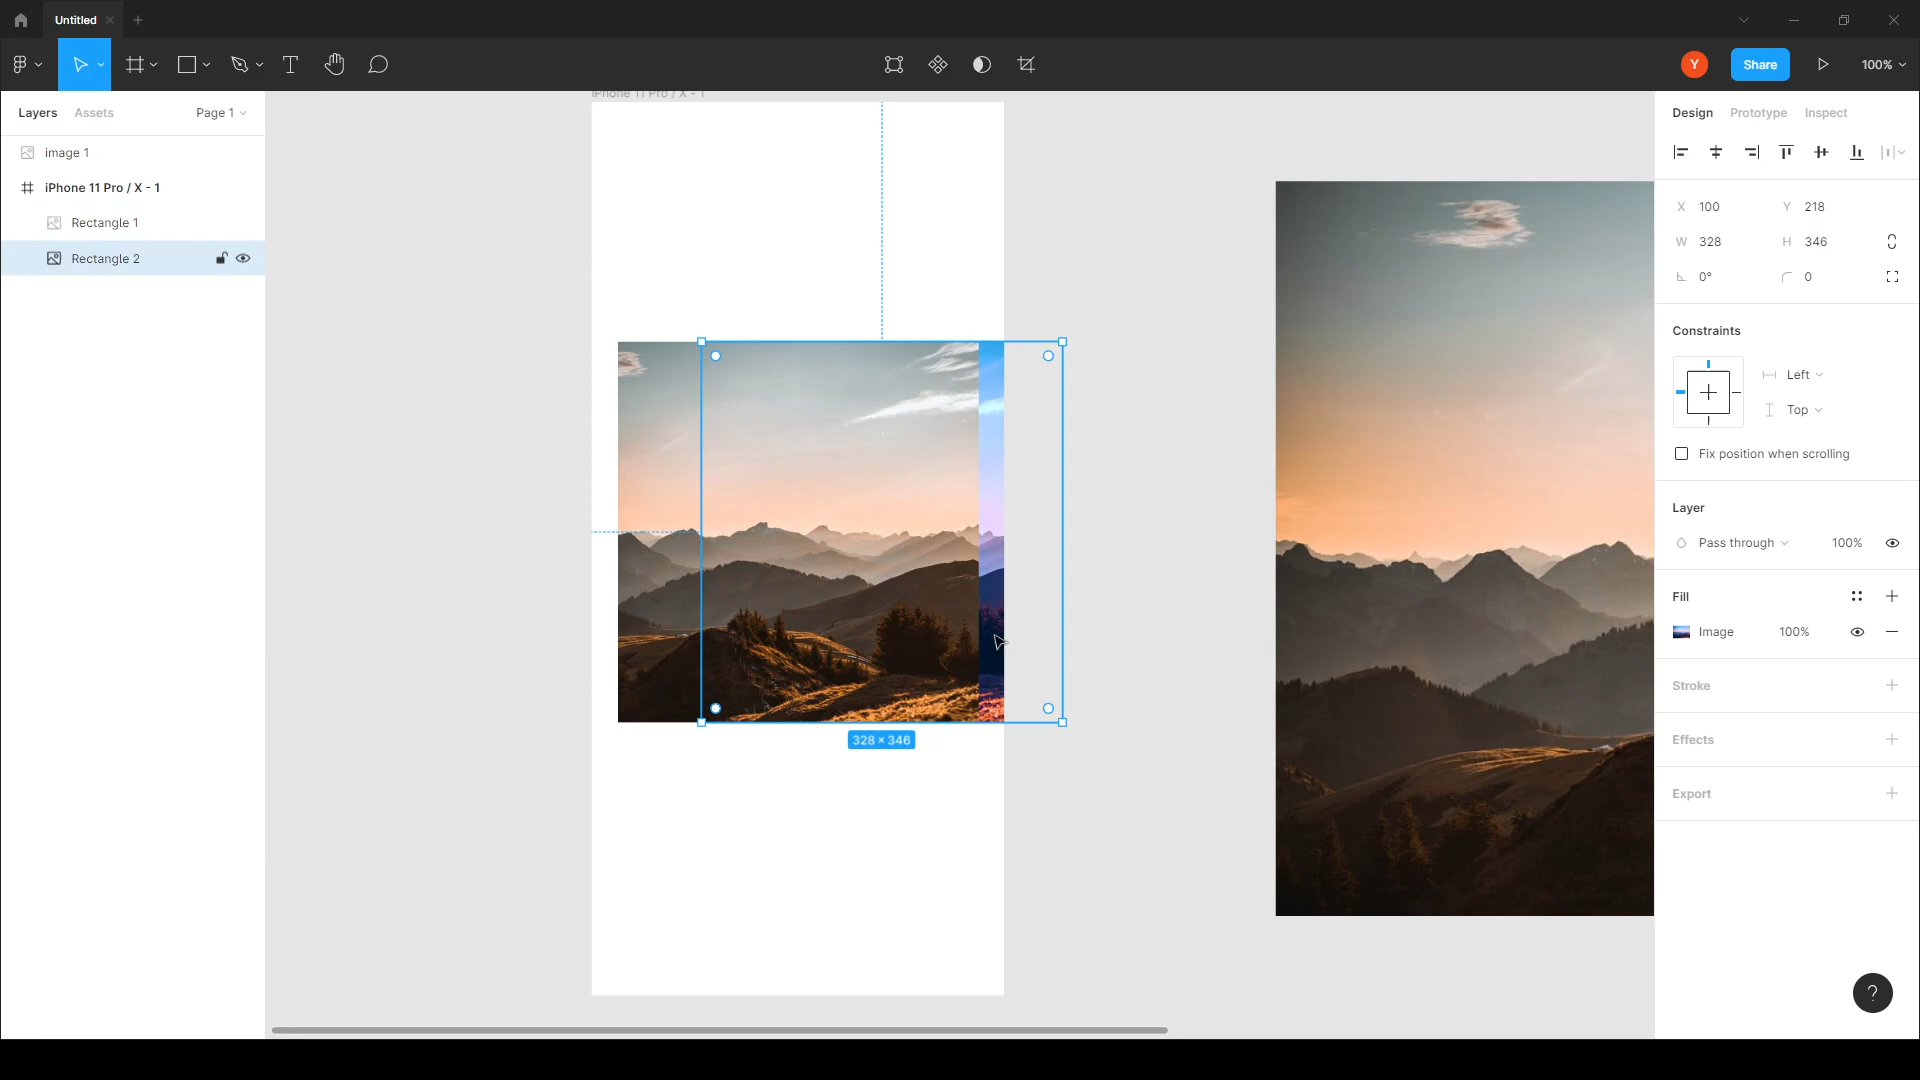 Untitled
Y
Share
100%
Layers
Assets
Page 1
image 1
iPhone 11 Pro / X - 1
Rectangle 1
Rectangle 2
iPhone 11 Pro / X - 1
328 × 346
Design
Prototype
Inspect
X 100
Y 218
W 328
H 346
0°
0
Constraints
Left
Top
Fix position when scrolling
Layer
Pass through
100%
Fill
Image
100%
Stroke
Effects
Export
?